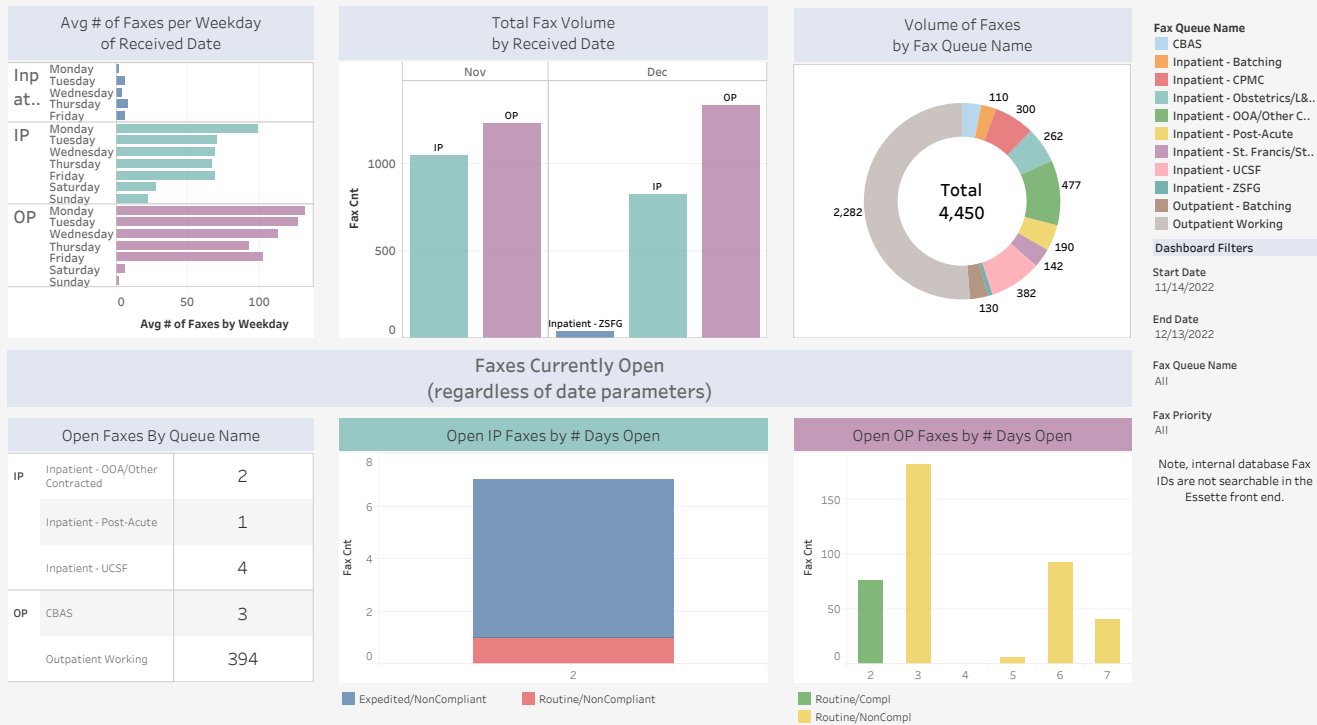 Avg # of Faxes per Weekday
of Received Date
Inp
at..
Monday
Tuesday
Wednesday
Thursday
Friday
IP
Monday
Tuesday
Wednesday
Thursday
Friday
Saturday
Sunday
OP
Monday
Tuesday
Wednesday
Thursday
Friday
Saturday
Sunday
0 50 100
Avg # of Faxes by Weekday
Total Fax Volume
by Received Date
Nov Dec
Fax Cnt
1000
500
0
IP
OP
Inpatient - ZSFG
IP
OP
Volume of Faxes
by Fax Queue Name
110
300
262
477
190
142
382
130
2,282
Total
4,450
Fax Queue Name
CBAS
Inpatient - Batching
Inpatient - CPMC
Inpatient - Obstetrics/L&..
Inpatient - OOA/Other C..
Inpatient - Post-Acute
Inpatient - St. Francis/St..
Inpatient - UCSF
Inpatient - ZSFG
Outpatient - Batching
Outpatient Working
Dashboard Filters
Start Date
11/14/2022
End Date
12/13/2022
Fax Queue Name
All
Fax Priority
All
Note, internal database Fax
IDs are not searchable in the
Essette front end.
Faxes Currently Open
(regardless of date parameters)
Open Faxes By Queue Name
IP
Inpatient - OOA/Other
Contracted
2
Inpatient - Post-Acute 1
Inpatient - UCSF 4
OP CBAS 3
Outpatient Working 394
Open IP Faxes by # Days Open
Fax Cnt
8
6
4
2
0
2
Expedited/NonCompliant Routine/NonCompliant
Open OP Faxes by # Days Open
Fax Cnt
150
100
50
0
2 3 4 5 6 7
Routine/Compl
Routine/NonCompl